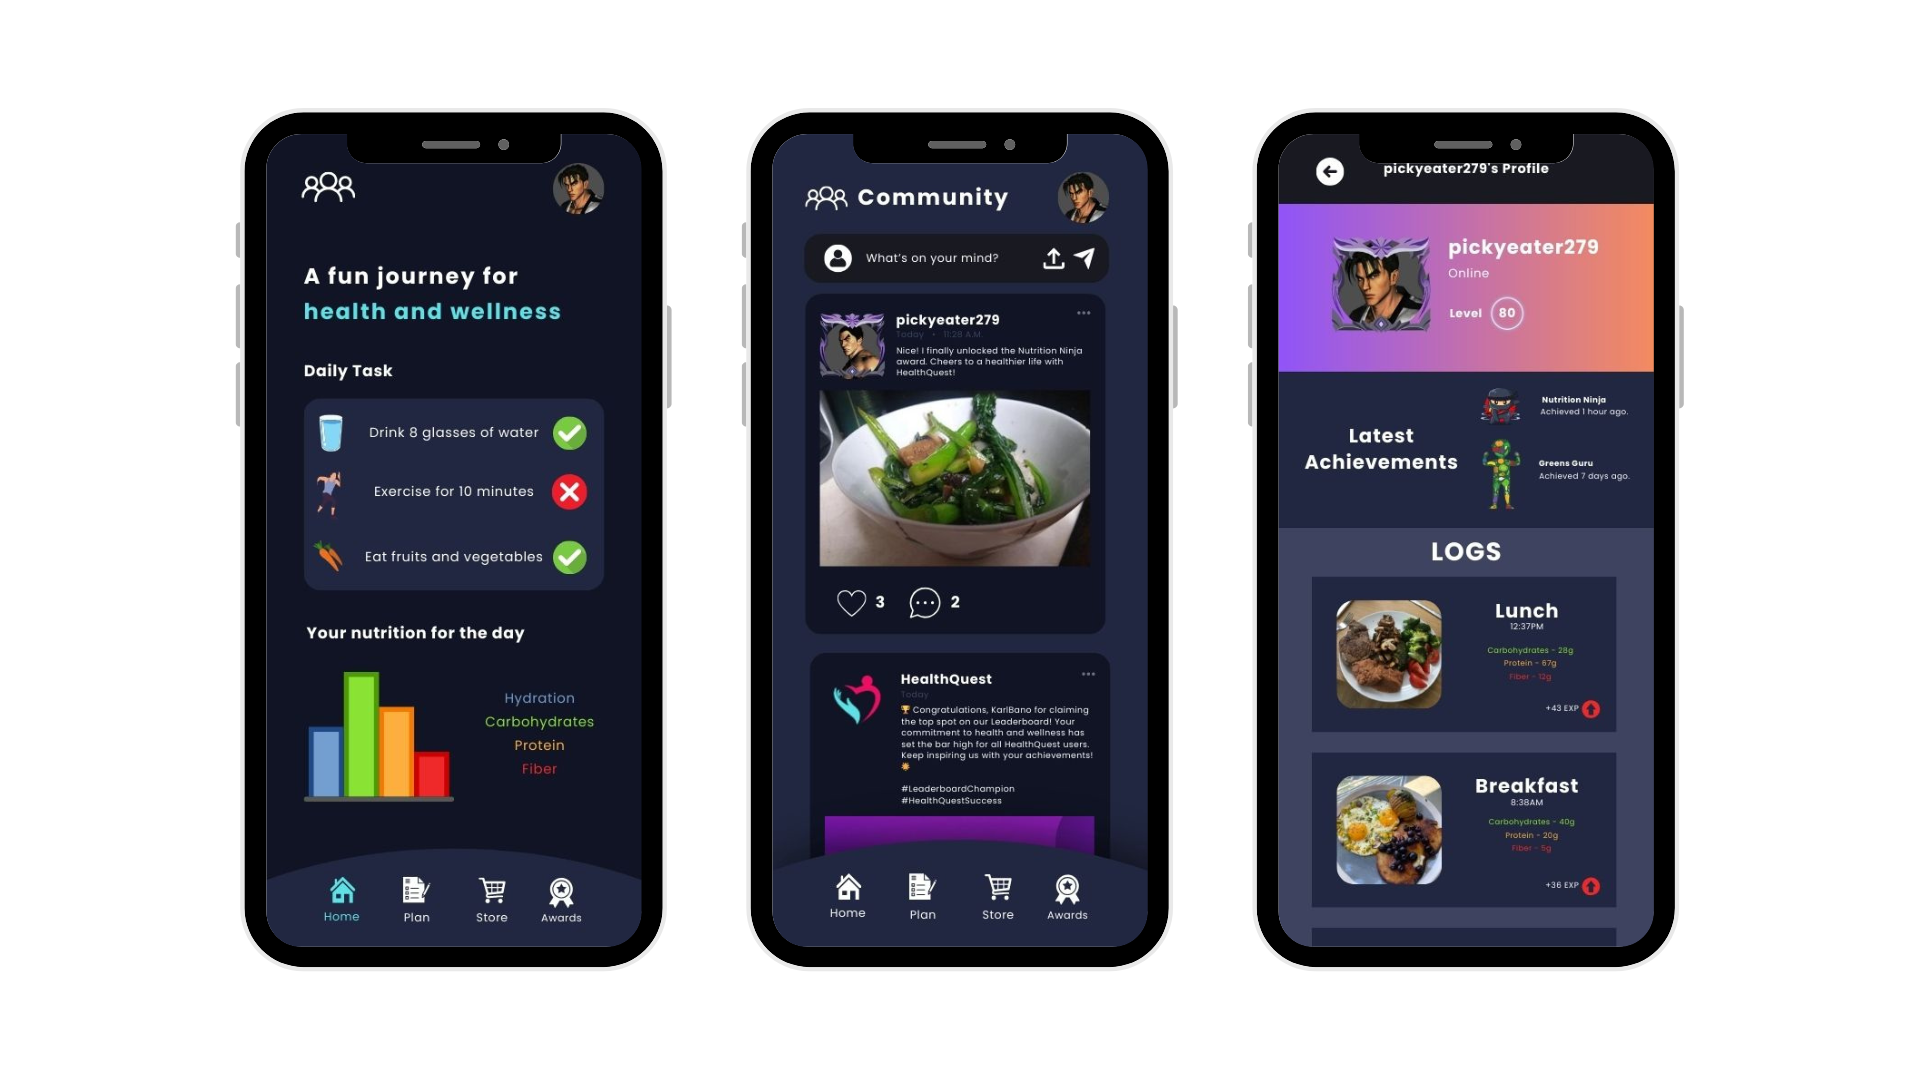 A fun journey for
health and wellness
Daily Task
Drink 8 glasses of water
Exercise for 10 minutes
Eat fruits and vegetables
Your nutrition for the day
Hydration
Carbohydrates
Protein
Fiber
Home
Plan
Store
Awards
Community
What's on your mind?
pickyeater279
Today • 11:28 A.M.
Nice! I finally unlocked the Nutrition Ninja
award. Cheers to a healthier life with
HealthQuest!
3
2
HealthQuest
Today
🏆 Congratulations, KarlBano for claiming
the top spot on our Leaderboard! Your
commitment to health and wellness has
set the bar high for all HealthQuest users.
Keep inspiring us with your achievements!
#LeaderboardChampion
#HealthQuestSuccess
Home
Plan
Store
Awards
pickyeater279's Profile
pickyeater279
Online
Level 80
Latest
Achievements
Nutrition Ninja
Achieved 1 hour ago.
Greens Guru
Achieved 7 days ago.
LOGS
Lunch
12:37PM
Carbohydrates - 28g
Protein - 67g
Fiber - 12g
+43 EXP
Breakfast
8:38AM
Carbohydrates - 40g
Protein - 20g
Fiber - 5g
+36 EXP